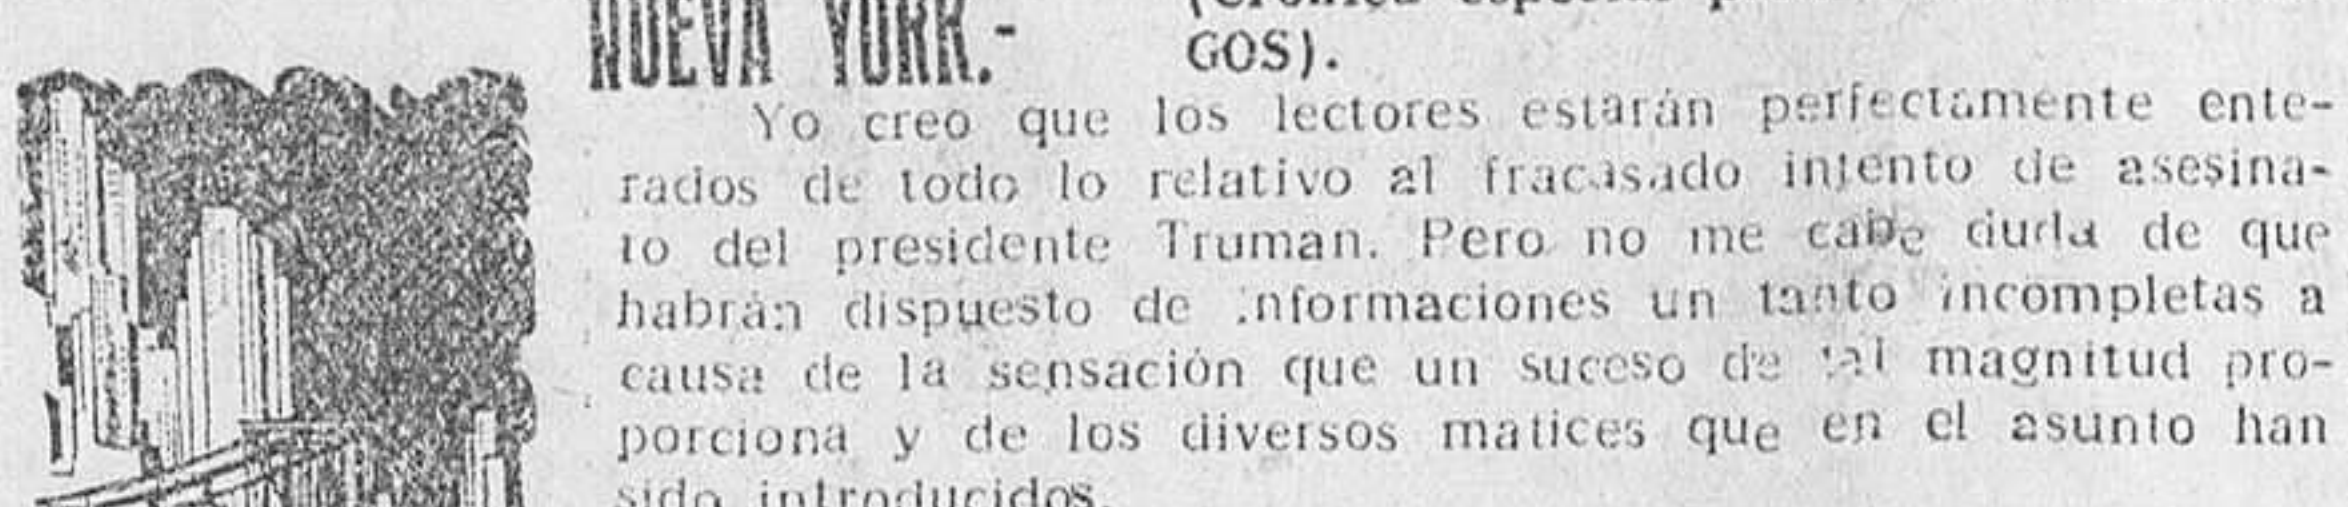 NUEVA YORK.-
(Crónica especial
GOS).
Yo creo que los lectores estarán perfectamente ente-
rados de todo lo relativo al fracasado intento de asesina-
to del presidente Truman. Pero no me cabe duda de que
habrán dispuesto de informaciones un tanto incompletas a
causa de la sensación que un suceso de tal magnitud pro-
porciona y de los diversos matices que en el asunto han
sido introducidos.